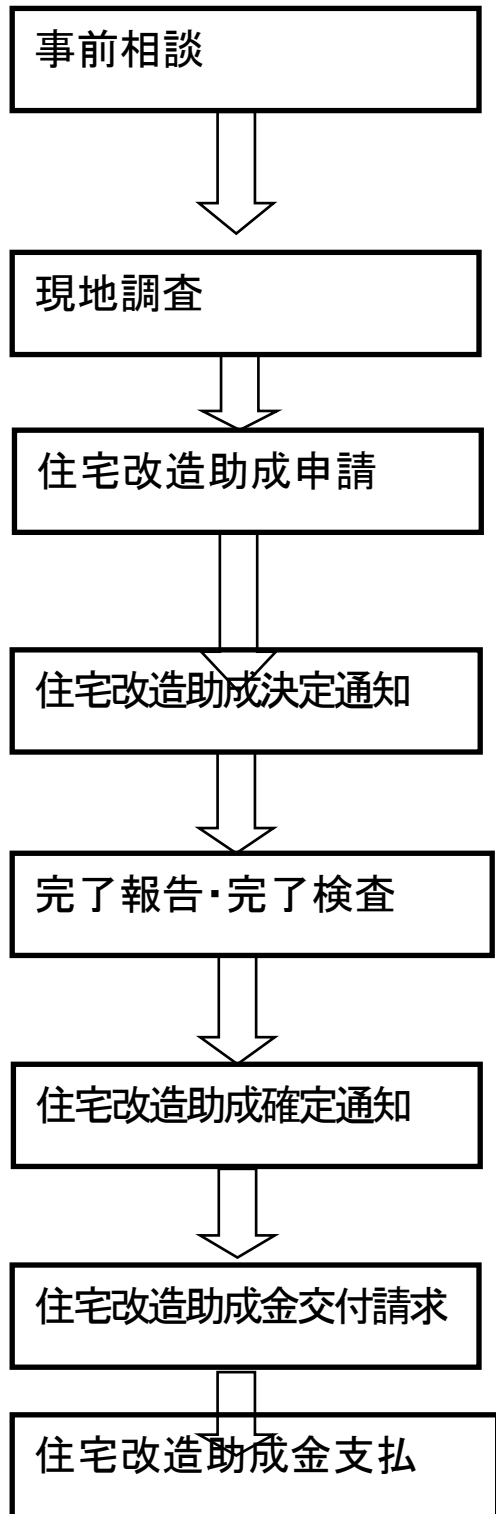 事前相談
現地調査
住宅改造助成申請
住宅改造助成決定通知
完了報告・完了検査
住宅改造助成確定通知
住宅改造助成金交付請求
住宅改造助成金支払